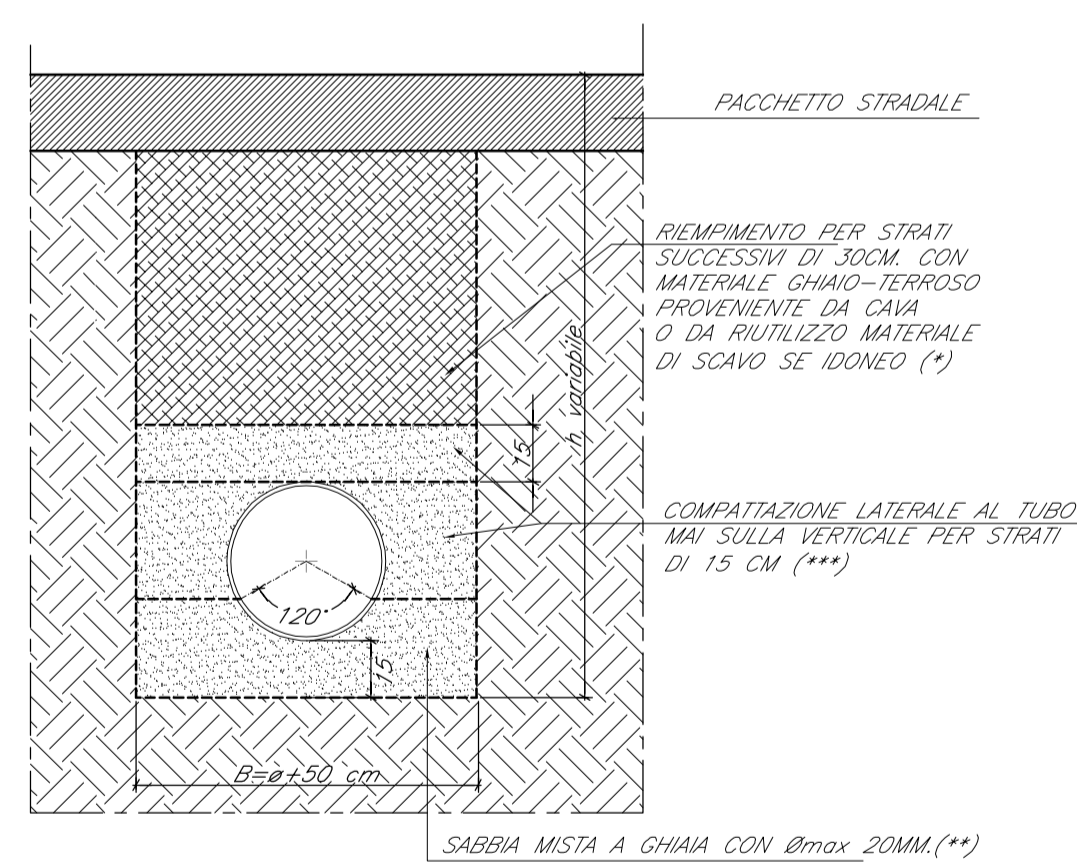 PACCHETTO STRADALE
RIEMPIMENTO PER STRATI
SUCCESSIVI DI 30CM. CON
MATERIALE GHIAIO-TERROSO
PROVENIENTE DA CAVA
O DA RIUTILIZZO MATERIALE
DI SCAVO SE IDONEO (*)
h variabile
15
COMPATTAZIONE LATERALE AL TUBO
MAI SULLA VERTICALE PER STRATI
DI 15 CM (***)
120°
15
B=ø+50 cm
SABBIA MISTA A GHIAIA CON Ømax 20MM.(**)